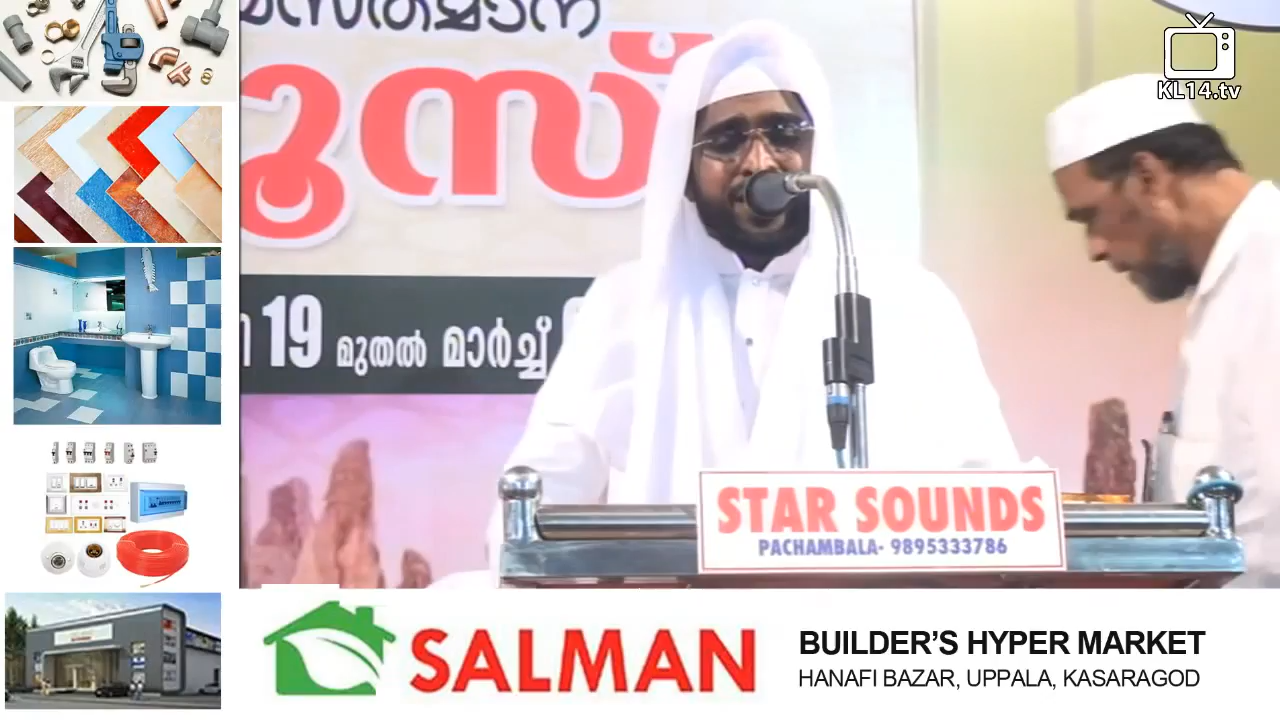 KL14.tv
ൂസ്
19 മുതൽ മാർച്ച്
STAR SOUNDS
PACHAMBALA- 9895333786
SALMAN
BUILDER'S HYPER MARKET
HANAFI BAZAR, UPPALA, KASARAGOD